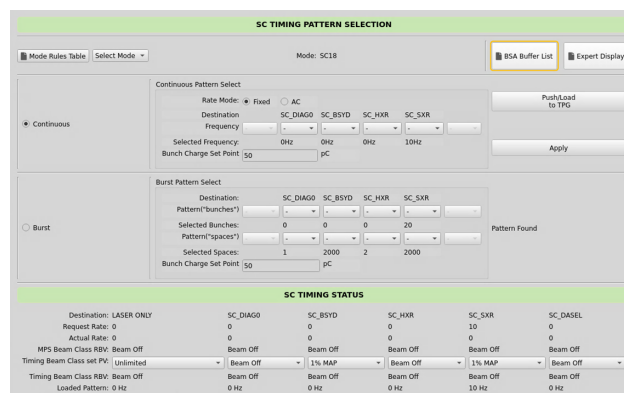 SC TIMING PATTERN SELECTION
Mode Rules Table Select Mode Mode: SC18 BSA Buffer List Expert Display
Continuous Pattern Select
Rate Mode: Fixed AC
Push/Load to TPG
Destination SC_DIAG0 SC_BSYD SC_HXR SC_SXR
Continuous
Frequency - - - - - -
Selected Frequency: 0Hz 0Hz 0Hz 10Hz
Apply
Bunch Charge Set Point 50 pC
Burst Pattern Select
Destination: SC_DIAG0 SC_BSYD SC_HXR SC_SXR
Pattern("bunches") - - - - - -
Burst
Selected Bunches: 0 0 0 20
Pattern Found
Pattern("spaces") - - - - - -
Selected Spaces: 1 2000 2 2000
Bunch Charge Set Point 50 pC
SC TIMING STATUS
Destination: LASER ONLY SC_DIAG0 SC_BSYD SC_HXR SC_SXR SC_DASEL
Request Rate: 0 0 0 0 10 0
Actual Rate: 0 0 0 0 0 0
MPS Beam Class RBV: Beam Off Beam Off Beam Off Beam Off Beam Off Beam Off
Timing Beam Class set PV: Unlimited Beam Off 1% MAP Beam Off 1% MAP Beam Off
Timing Beam Class RBV: Beam Off Beam Off Beam Off Beam Off Beam Off Beam Off
Loaded Pattern: 0 Hz 0 Hz 0 Hz 0 Hz 10 Hz 0 Hz